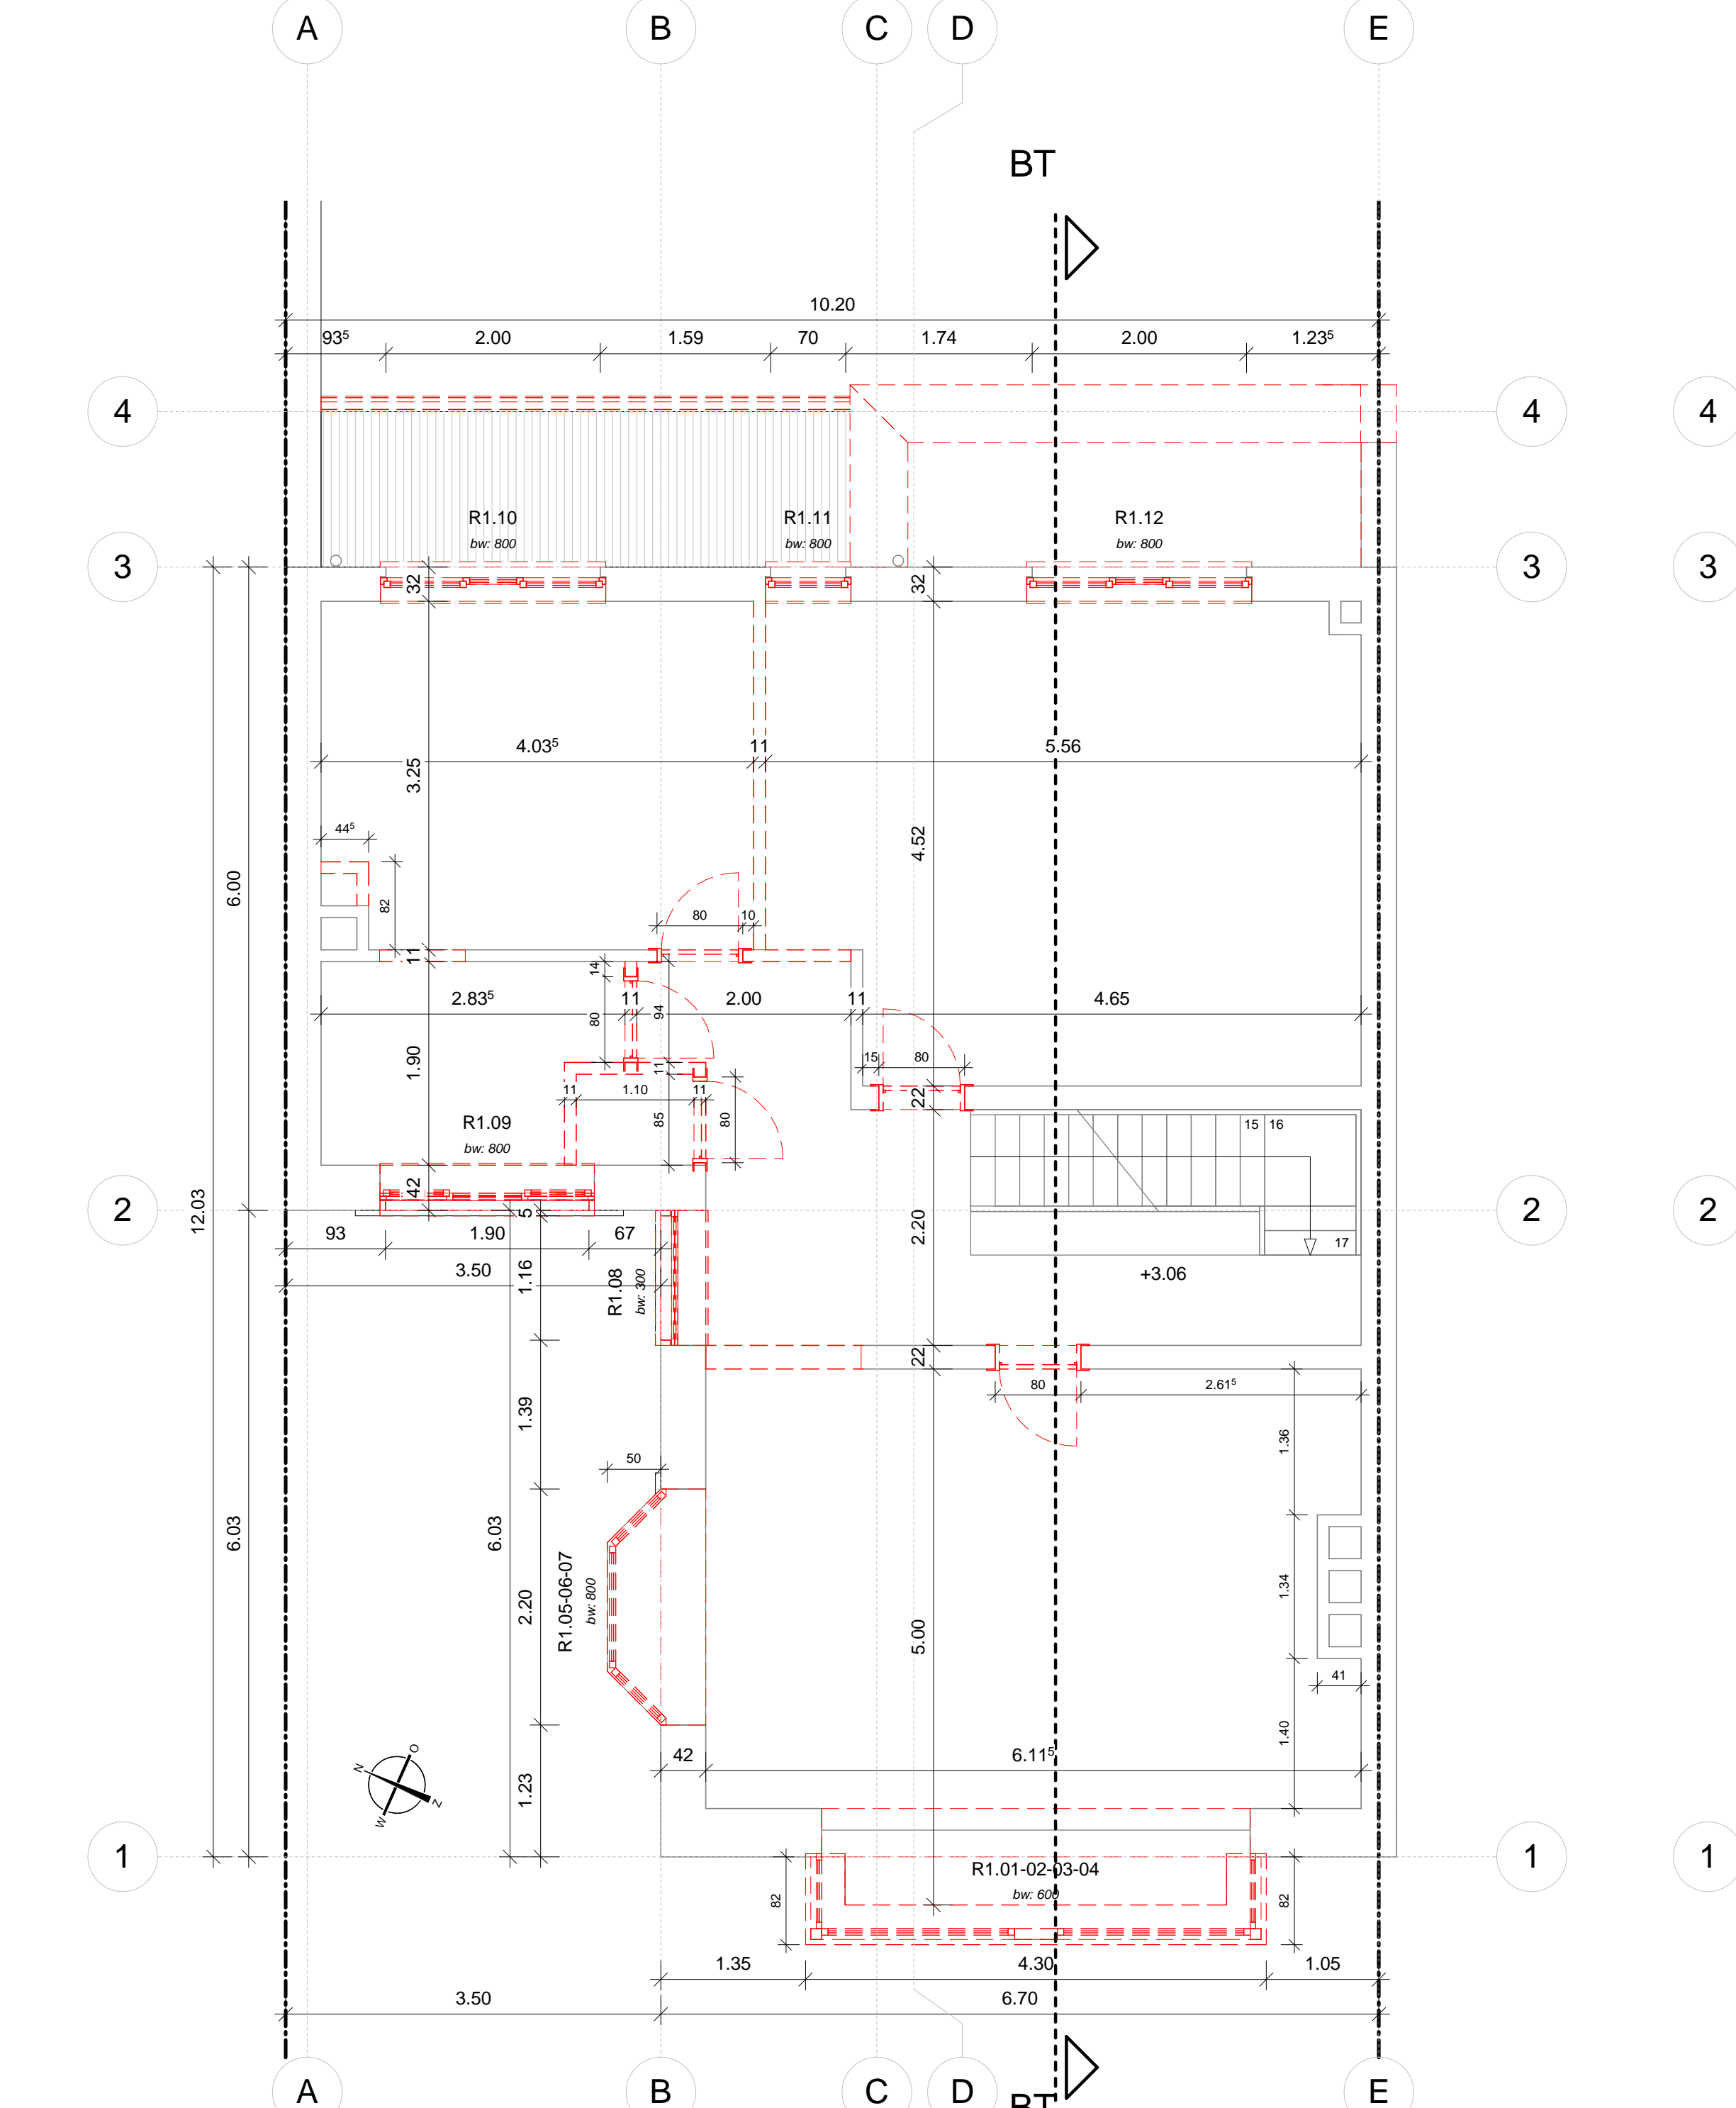 A B C D E
BT
10.20
93⁵ 2.00 1.59 70 1.74 2.00 1.23⁵
4 4 4
R1.10 R1.11 R1.12
bw: 800 bw: 800 bw: 800
3 3 3
32 32
4.03⁵ 11 5.56
3.25
44⁵
4.52
6.00
82
80 10
11
14
2.83⁵ 11 2.00 11 4.65
80 94
15 80
1.90
11
11 1.10 11
22
R1.09
85 80
15 16
bw: 800
42
2 2 2
12.03
5
2.20
93 1.90 67
17
3.50
1.16
R1.08
bw: 300
+3.06
22
80 2.61⁵
1.39
1.36
50
6.03
6.03
R1.05-06-07
bw: 800
2.20
1.34
5.00
41
1.40
42 6.11⁵
N O W Z
1.23
1 1 1
R1.01-02-03-04
bw: 600
82 82
1.35 4.30 1.05
3.50 6.70
A B C D E
BT